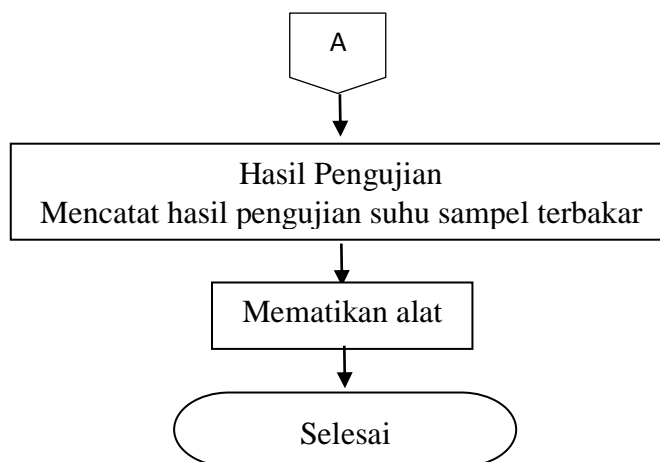 A
Hasil Pengujian
Mencatat hasil pengujian suhu sampel terbakar
Mematikan alat
Selesai